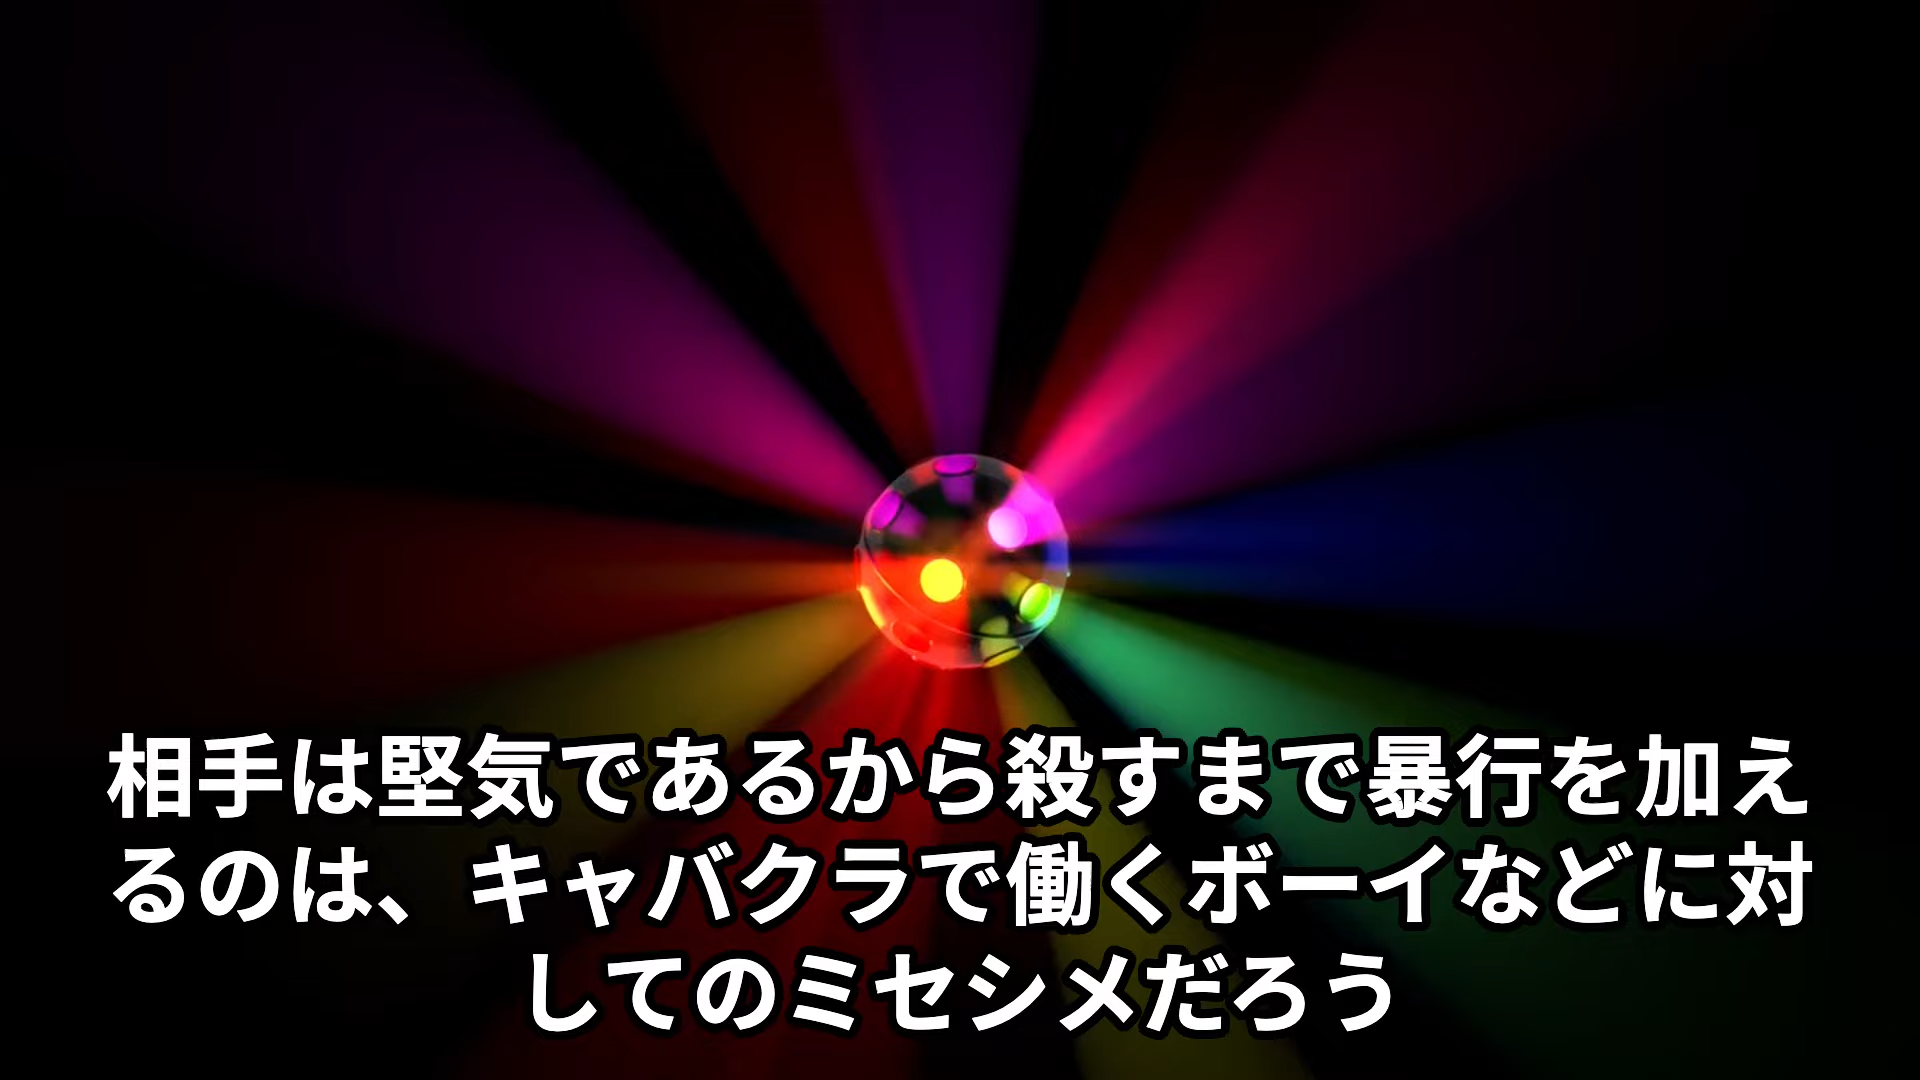 相手は堅気であるから殺すまで暴行を加え
るのは、キャバクラで働くボーイなどに対
してのミセシメだろう